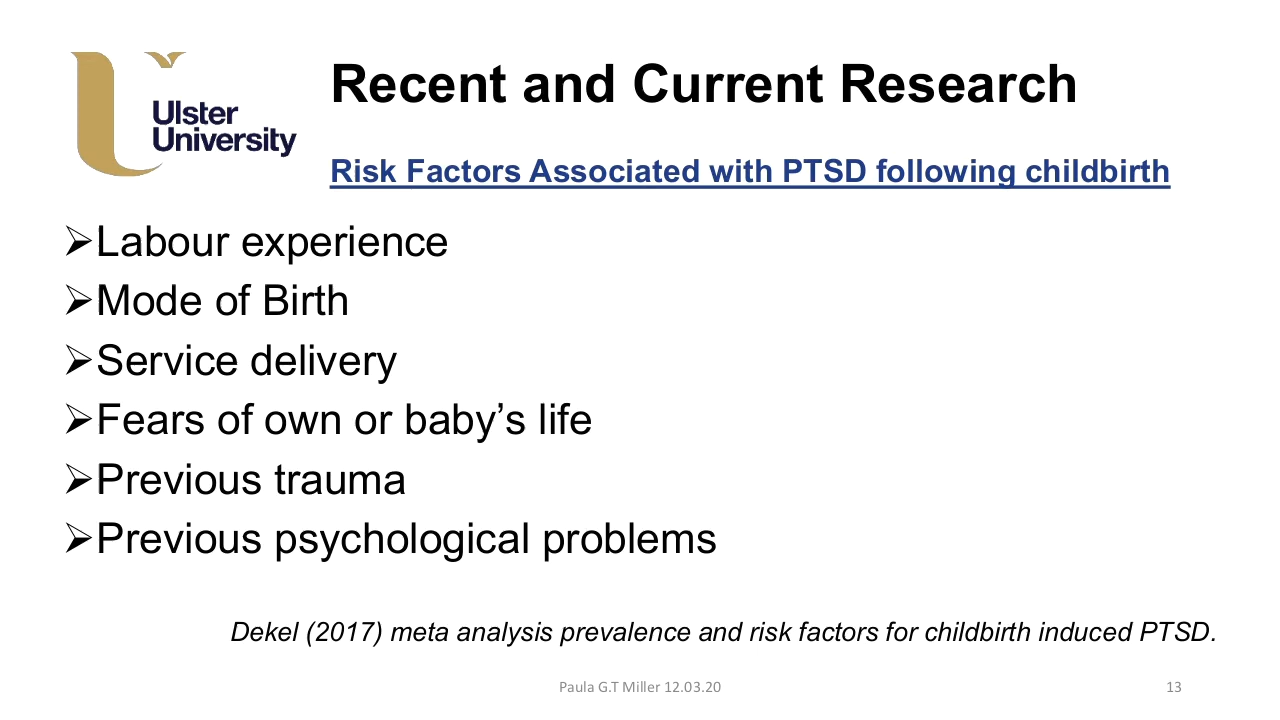 Ulster
University
Recent and Current Research
Risk Factors Associated with PTSD following childbirth
➢Labour experience
➢Mode of Birth
➢Service delivery
➢Fears of own or baby’s life
➢Previous trauma
➢Previous psychological problems
Dekel (2017) meta analysis prevalence and risk factors for childbirth induced PTSD.
Paula G.T Miller 12.03.20
13